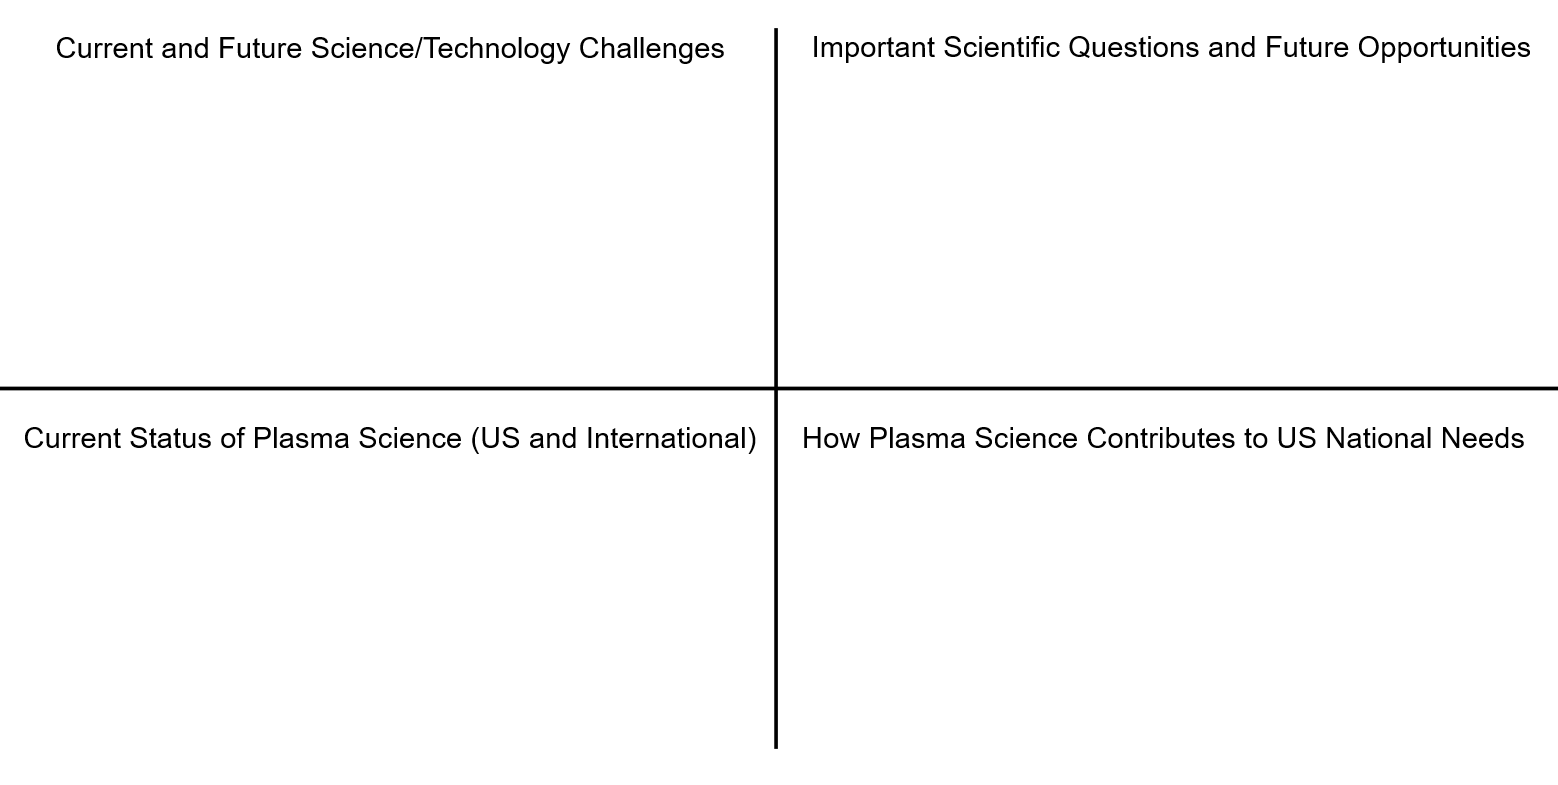 Current and Future Science/Technology Challenges
Important Scientific Questions and Future Opportunities
Current Status of Plasma Science (US and International)
How Plasma Science Contributes to US National Needs